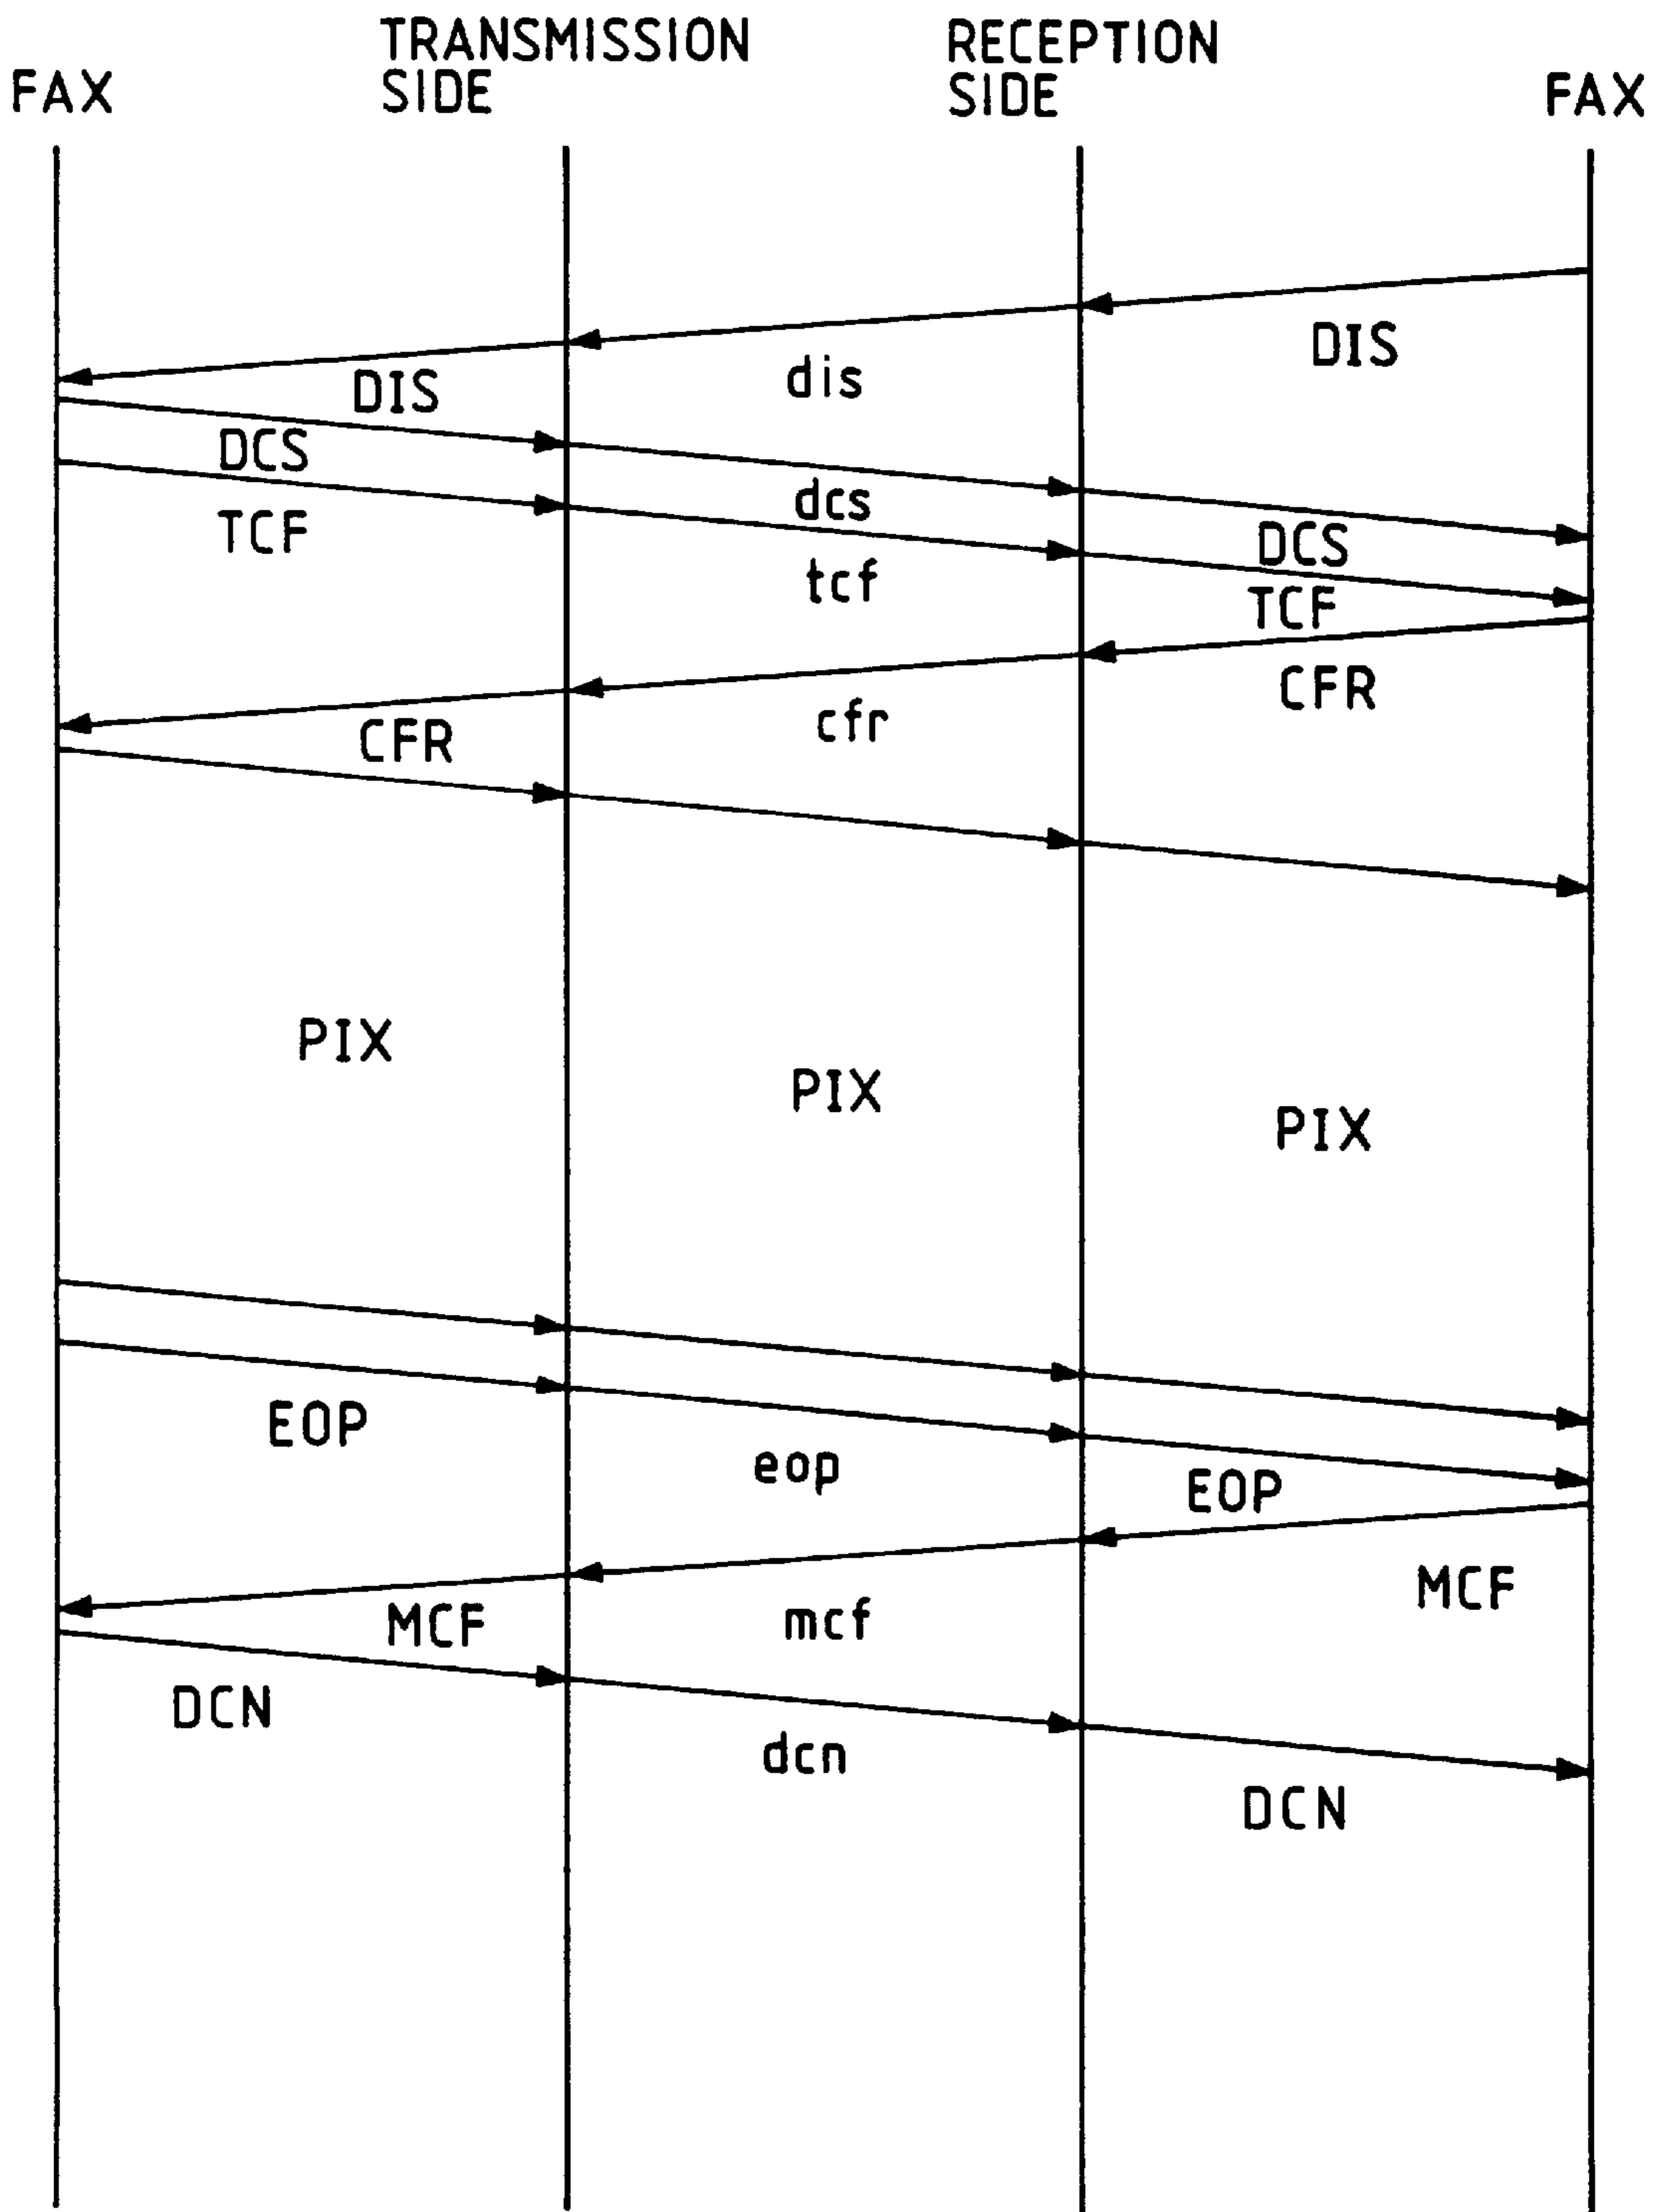 FAX
TRANSMISSION
SIDE
RECEPTION
SIDE
FAX
DIS
dis
DIS
DCS
dcs
DCS
TCF
tcf
TCF
CFR
cfr
CFR
PIX
PIX
PIX
EOP
eop
EOP
MCF
mcf
MCF
DCN
dcn
DCN